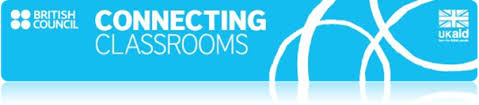 BRITISH
COUNCIL
CONNECTING
CLASSROOMS
UKaid